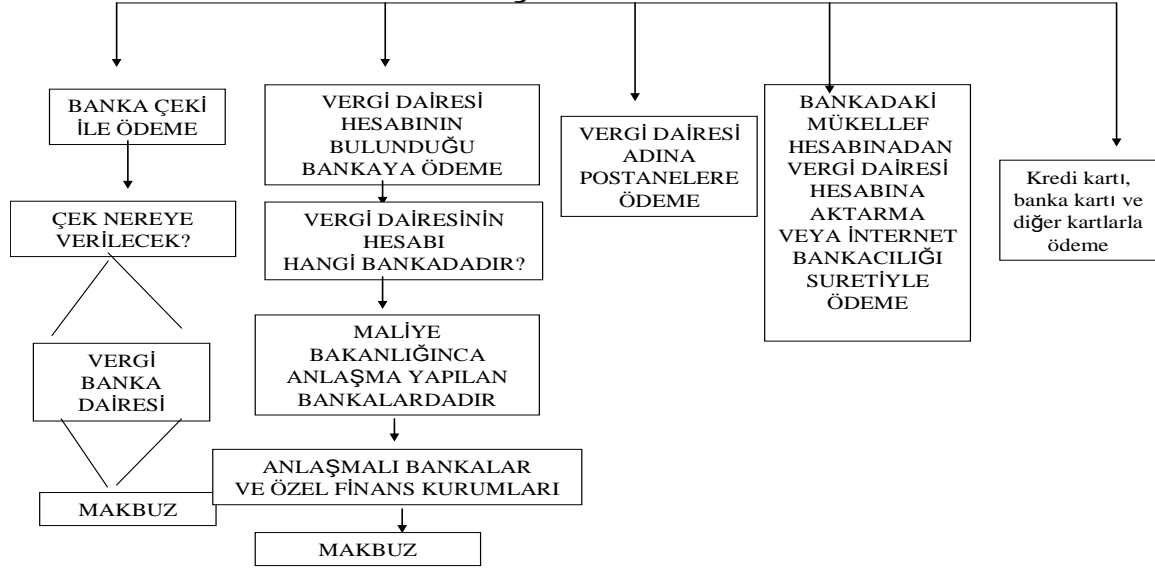 BANKA ÇEKİ
İLE ÖDEME
ÇEK NEREYE
VERİLECEK?
VERGİ
BANKA
DAİRESİ
MAKBUZ
VERGİ DAİRESİ
HESABININ
BULUNDUĞU
BANKAYA ÖDEME
VERGİ DAİRESİNİN
HESABI
HANGİ BANKADADIR?
MALİYE
BAKANLIĞINCA
ANLAŞMA YAPILAN
BANKALARDADIR
ANLAŞMALI BANKALAR
VE ÖZEL FİNANS KURUMLARI
MAKBUZ
VERGİ DAİRESİ
ADINA
POSTANELERE
ÖDEME
BANKADAKİ
MÜKELLEF
HESABINADAN
VERGİ DAİRESİ
HESABINA
AKTARMA
VEYA İNTERNET
BANKACILIĞI
SURETİYLE
ÖDEME
Kredi kartı,
banka kartı ve
diğer kartlarla
ödeme